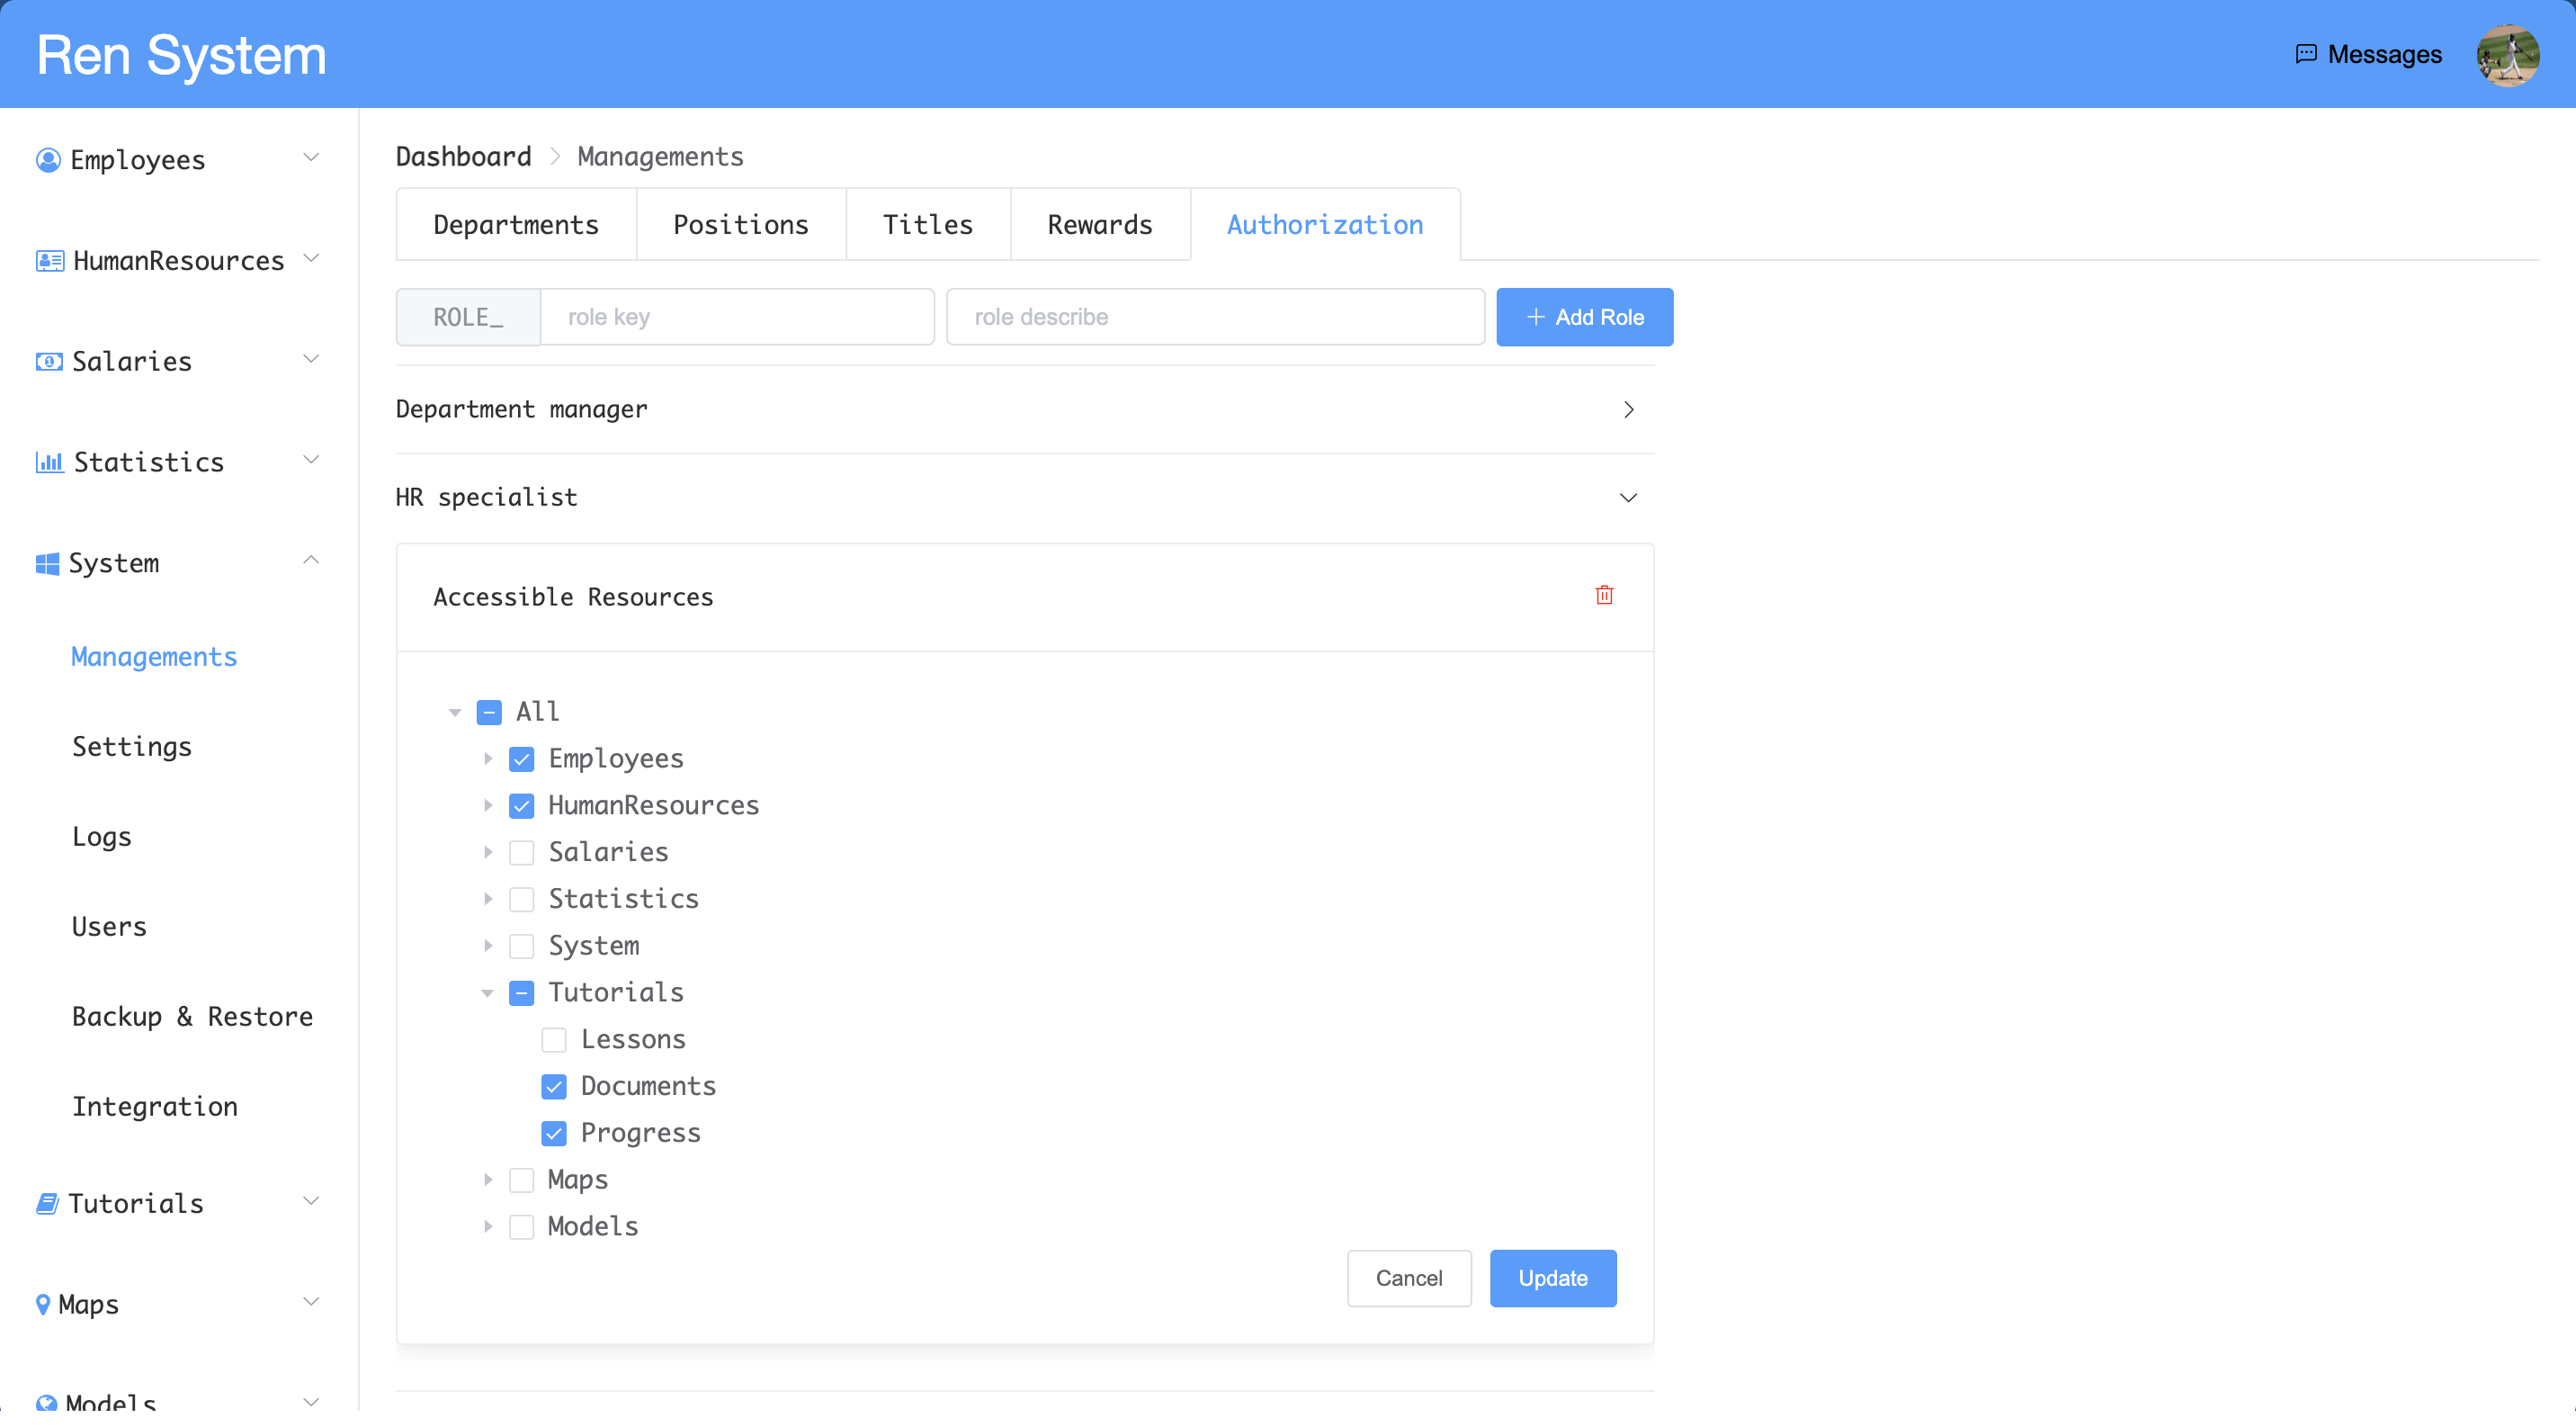 Ren System
Messages
Employees
HumanResources
Salaries
Statistics
System
Managements
Settings
Logs
Users
Backup & Restore
Integration
Tutorials
Maps
Models
Dashboard > Managements
Departments Positions Titles Rewards Authorization
ROLE_ role key role describe + Add Role
Department manager
HR specialist
Accessible Resources
All
Employees
HumanResources
Salaries
Statistics
System
Tutorials
Lessons
Documents
Progress
Maps
Models
Cancel Update